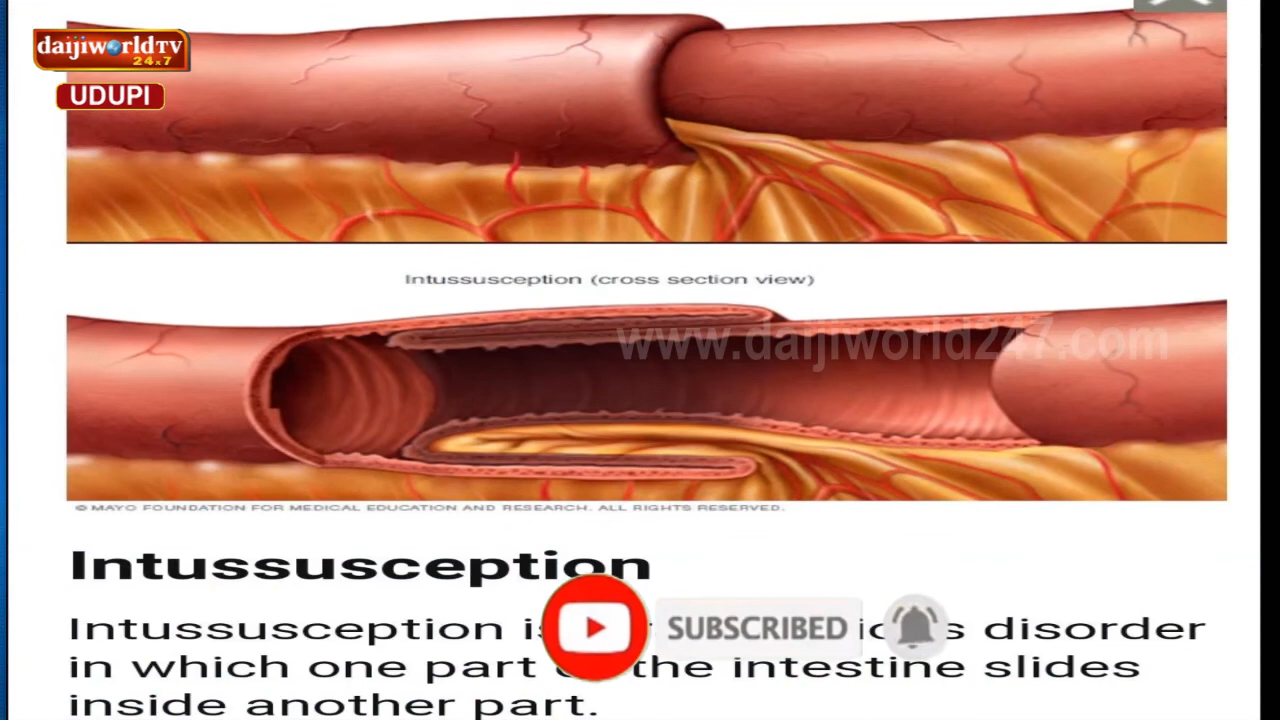 daijiworldTV
24x7
UDUPI
Intussusception (cross section view)
www.daijiworld247.com
© MAYO FOUNDATION FOR MEDICAL EDUCATION AND RESEARCH. ALL RIGHTS RESERVED.
Intussusception
Intussusception disorder
SUBSCRIBED
in which one part the intestine slides
inside another part.